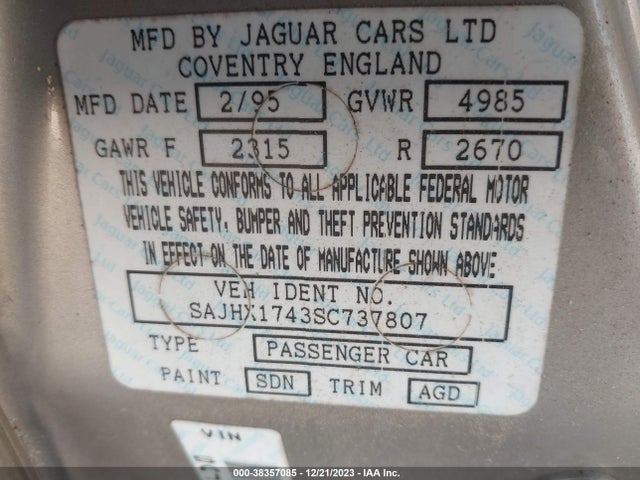 MFD BY JAGUAR CARS LTD
COVENTRY ENGLAND
MFD DATE 2/95 GVWR 4985
GAWR F 2315 R 2670
THIS VEHICLE CONFORMS TO ALL APPLICABLE FEDERAL MOTOR
VEHICLE SAFETY, BUMPER AND THEFT PREVENTION STANDARDS
IN EFFECT ON THE DATE OF MANUFACTURE SHOWN ABOVE
VEH IDENT NO.
SAJHX1743SC737807
TYPE PASSENGER CAR
PAINT SDN TRIM AGD
VIN
000-38357085 - 12/21/2023 - IAA Inc.